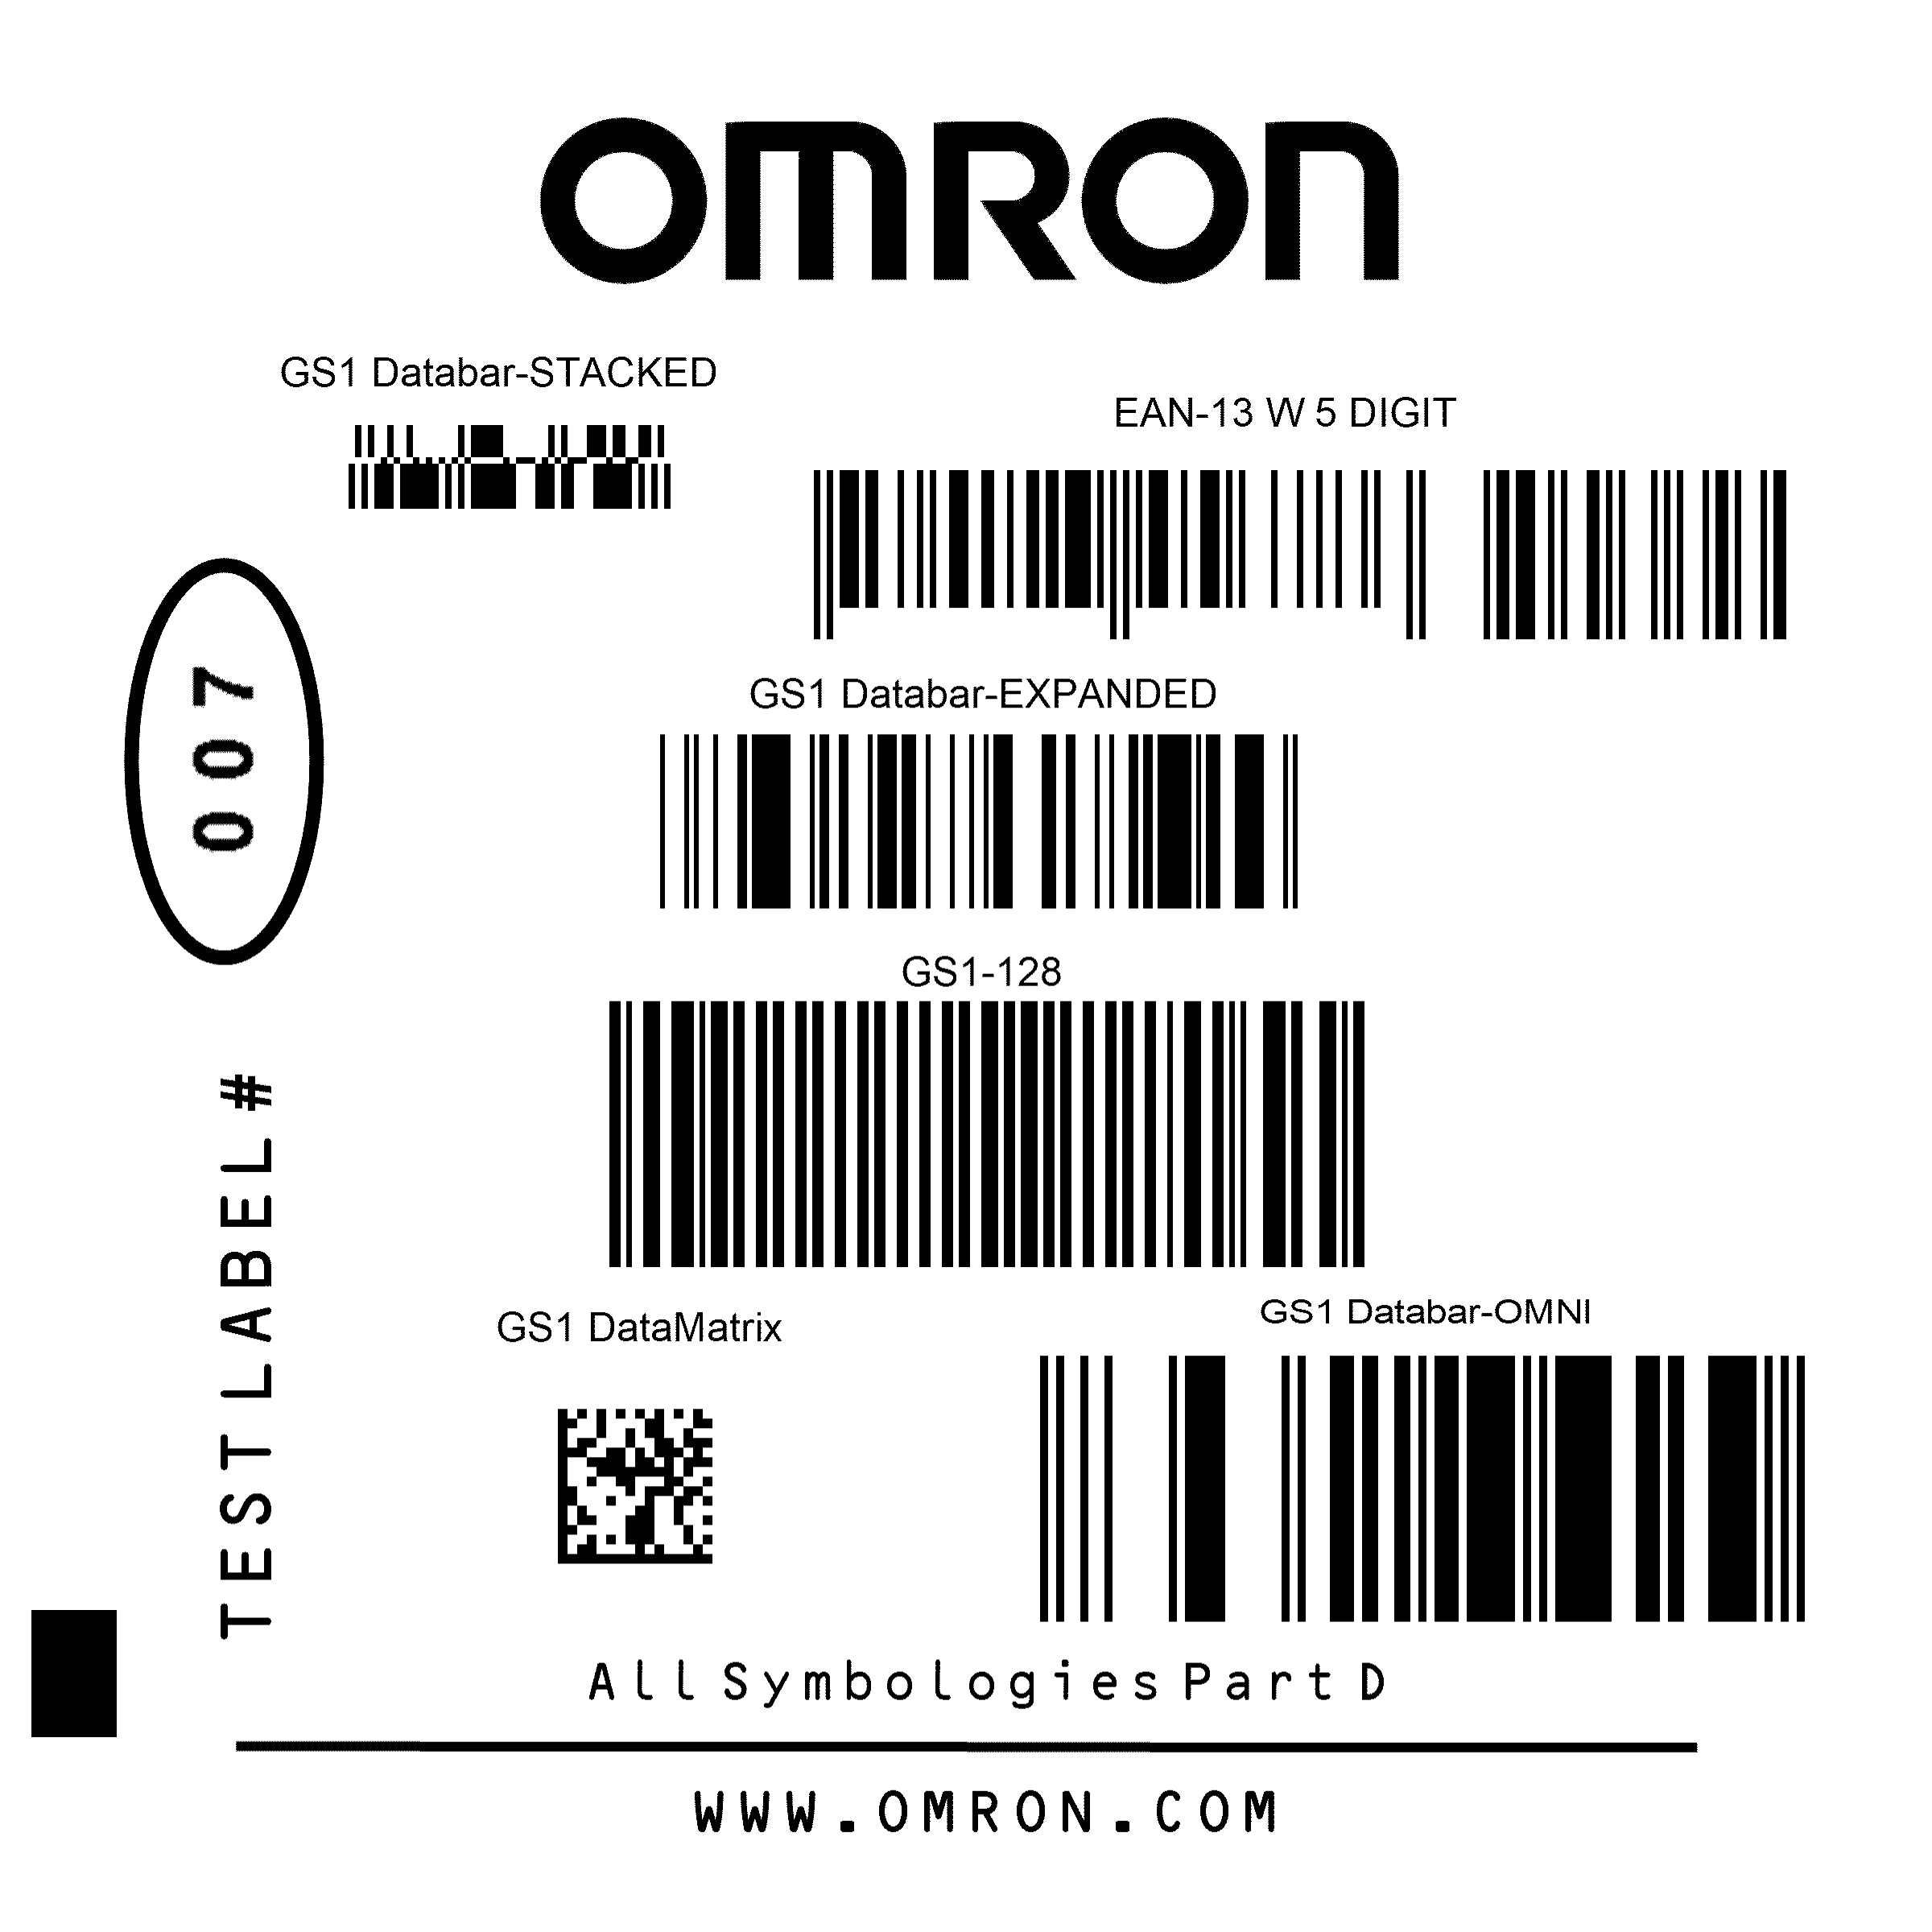 OMRON
GS1 Databar-STACKED
EAN-13 W 5 DIGIT
GS1 Databar-EXPANDED
GS1-128
GS1 DataMatrix
GS1 Databar-OMNI
TEST LABEL # 007
All Symbologies Part D
WWW.OMRON.COM